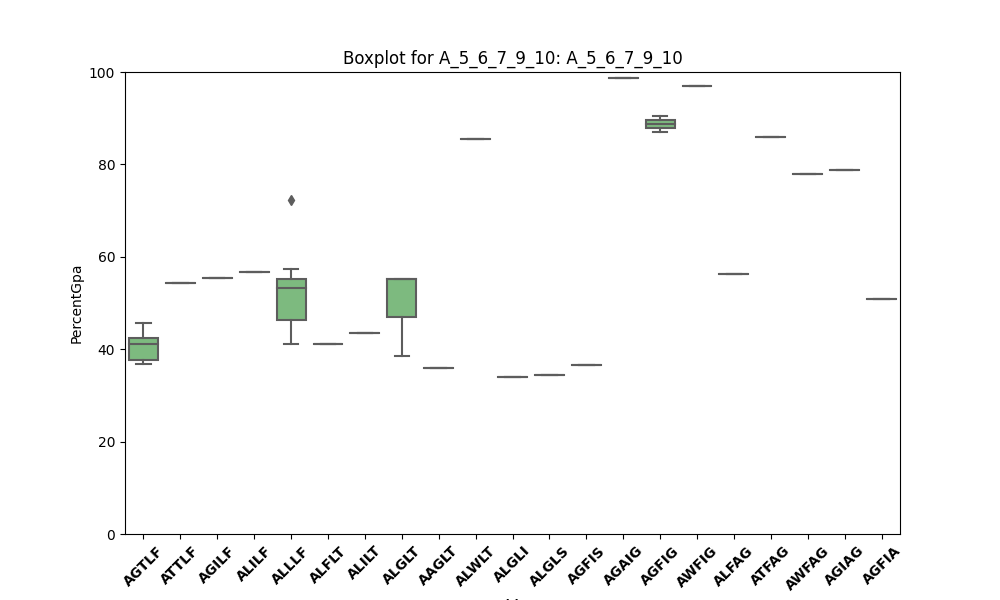 Boxplot for A_5_6_7_9_10: A_5_6_7_9_10
100
80
60
40
20
0
PercentGpa
AGTLF
ATTLF
AGILF
ALILF
ALLLF
ALFLT
ALILT
ALGLT
AAGLT
ALWLT
ALGLI
ALGLS
AGFIS
AGAIG
AGFIG
AWFIG
ALFAG
ATFAG
AWFAG
AGIAG
AGFIA